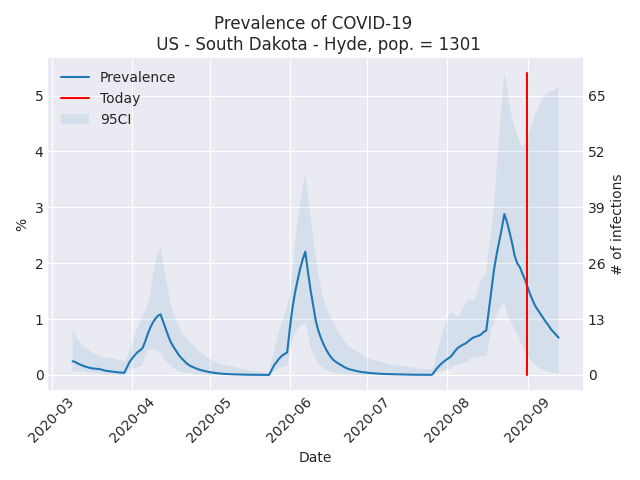 Prevalence of COVID-19
US - South Dakota - Hyde, pop. = 1301
Prevalence
Today
95CI
%
5
4
3
2
1
0
65
52
39
26
13
0
# of infections
2020-03
2020-04
2020-05
2020-06
2020-07
2020-08
2020-09
Date